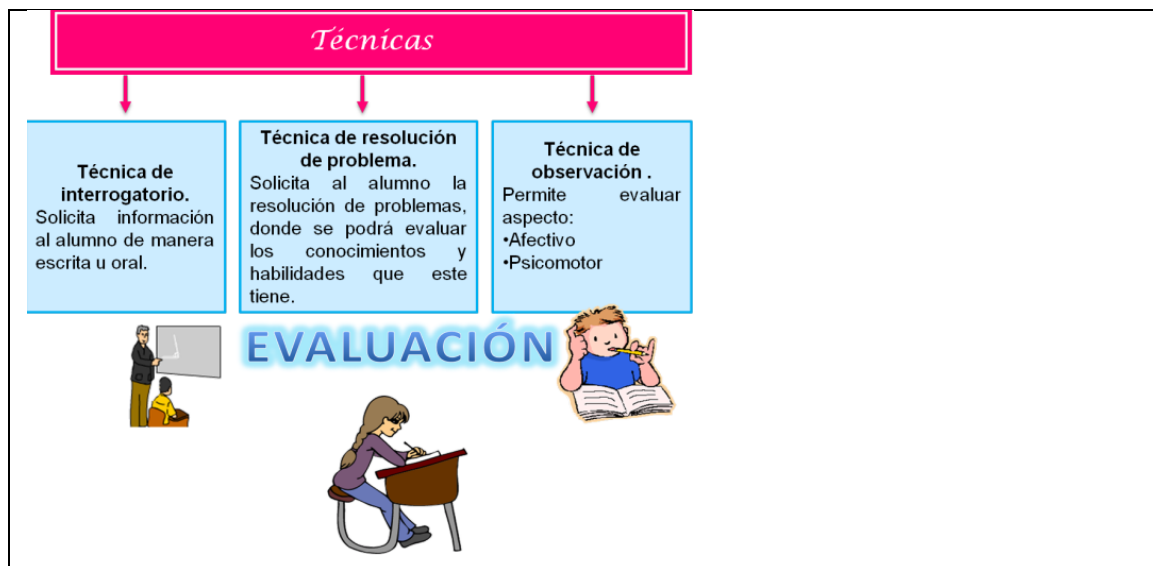 Técnicas
Técnica de
interrogatorio.
Solicita información
al alumno de manera
escrita u oral.
Técnica de resolución
de problema.
Solicita al alumno la
resolución de problemas,
donde se podrá evaluar
los conocimientos y
habilidades que este
tiene.
Técnica de
observación .
Permite evaluar
aspecto:
•Afectivo
•Psicomotor
EVALUACIÓN